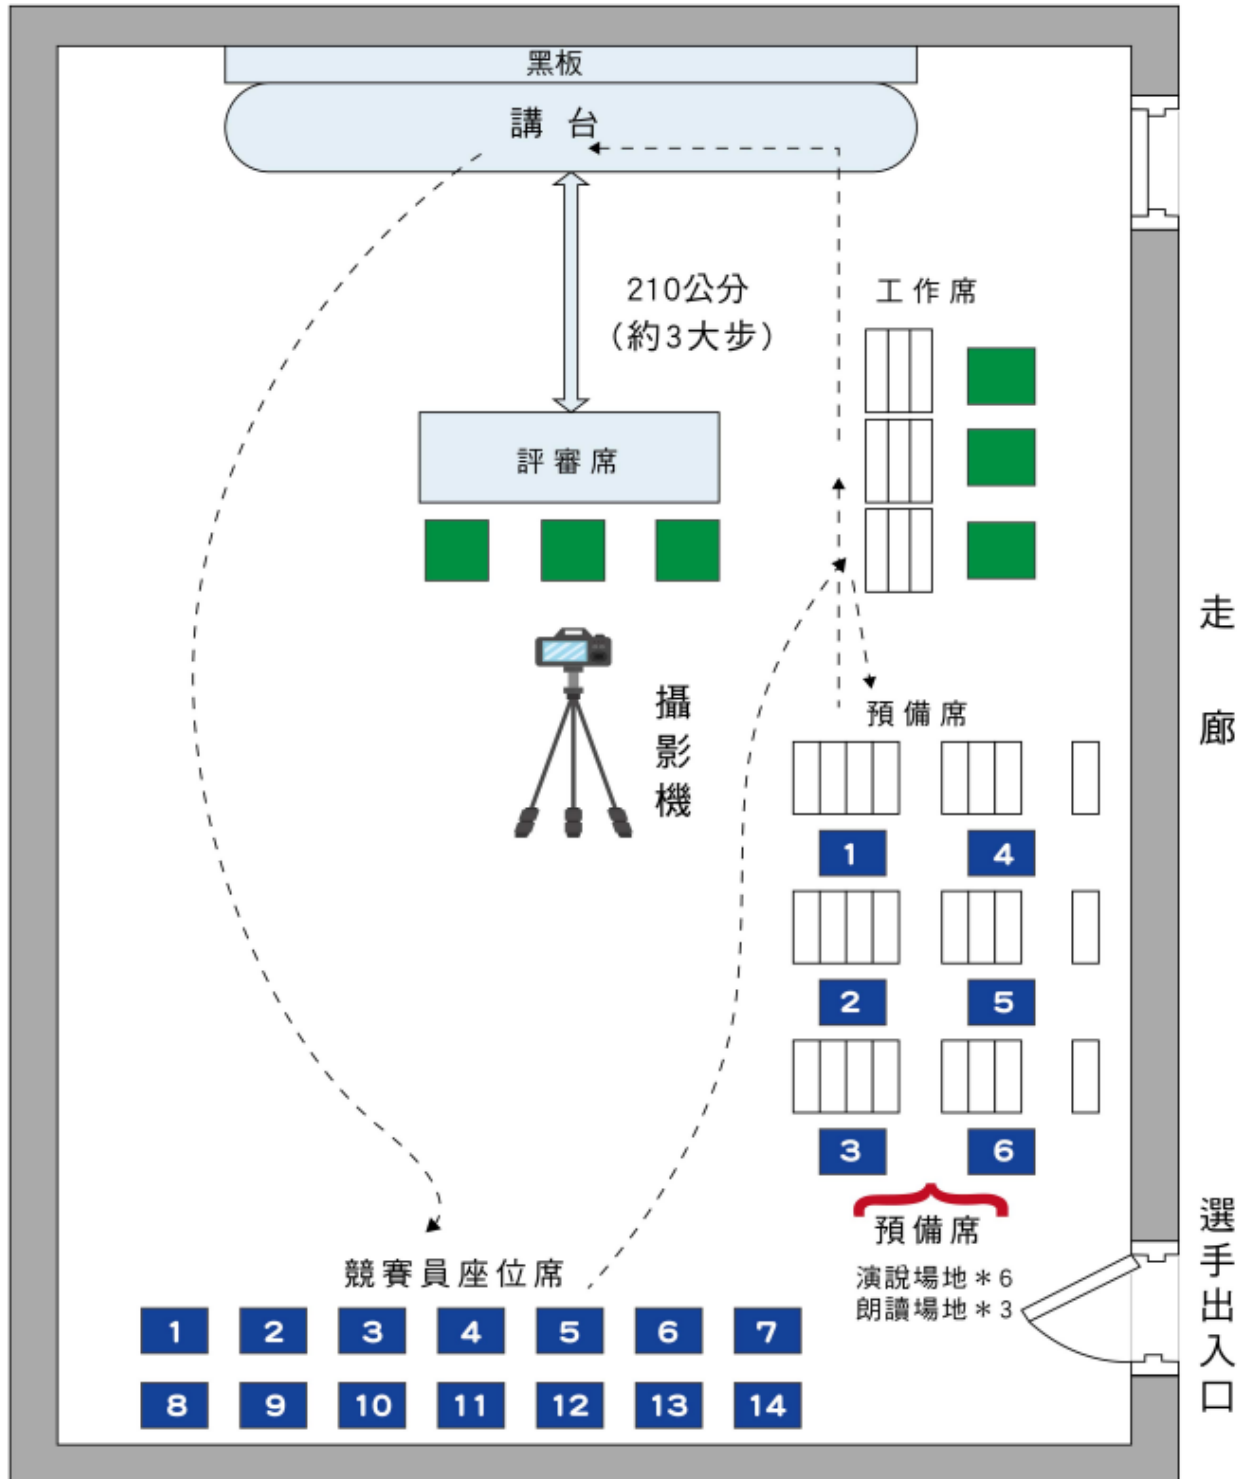 黑板
講台
210公分
(約3大步)
工作席
評審席
攝影機
預備席
1 4
2 5
3 6
預備席
演說場地*6
朗讀場地*3
競賽員座位席
1 2 3 4 5 6 7
8 9 10 11 12 13 14
走廊
選手出入口